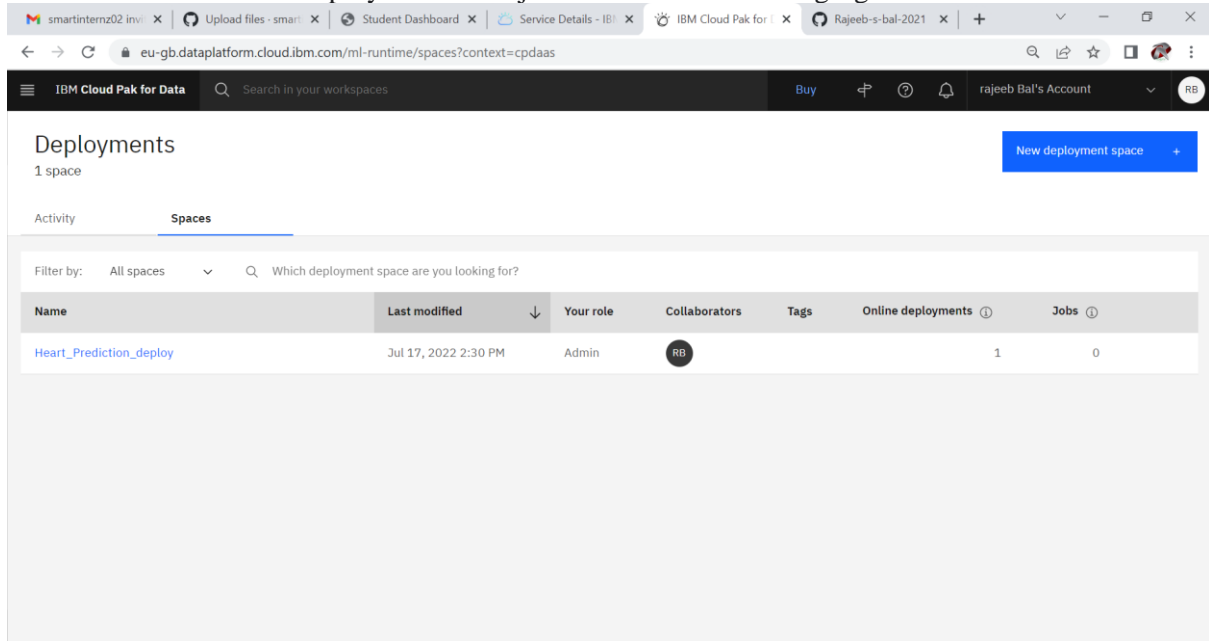 smartinternz02 invi
Upload files · smart
Student Dashboard
Service Details - IBM
IBM Cloud Pak for D
Rajeeb-s-bal-2021
eu-gb.dataplatform.cloud.ibm.com/ml-runtime/spaces?context=cpdaas
IBM Cloud Pak for Data
Search in your workspaces
Buy
rajeeb Bal's Account
RB
Deployments
1 space
New deployment space +
Activity
Spaces
Filter by: All spaces
Which deployment space are you looking for?
Name Last modified Your role Collaborators Tags Online deployments Jobs
Heart_Prediction_deploy Jul 17, 2022 2:30 PM Admin RB 1 0